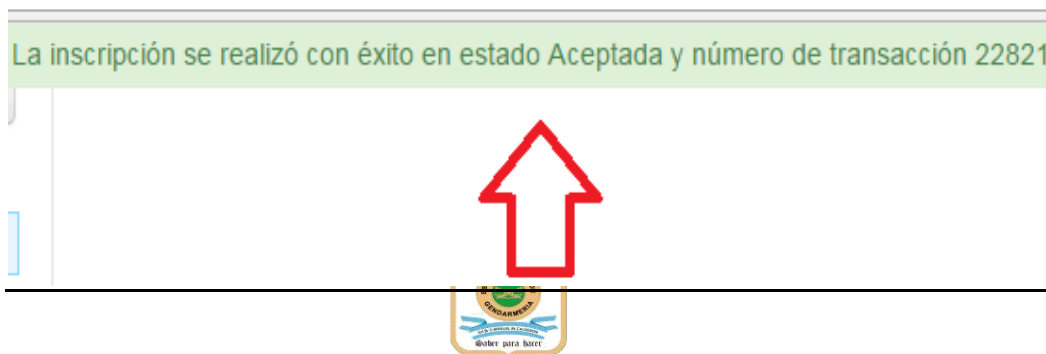 La inscripción se realizó con éxito en estado Aceptada y número de transacción 22821
GENDARMERIA
Saber para hacer